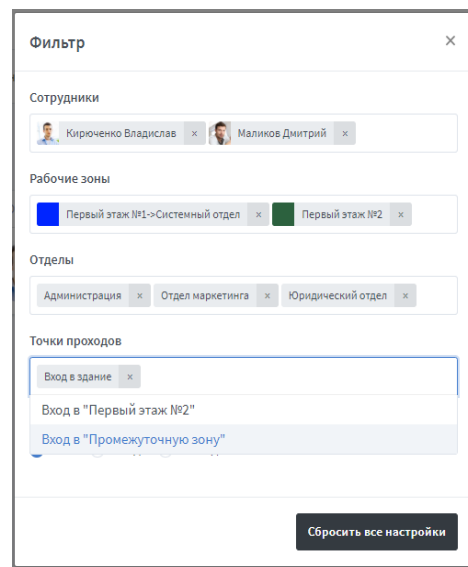 Фильтр ×
Сотрудники
Кирюченко Владислав × Маликов Дмитрий ×
Рабочие зоны
Первый этаж №1->Системный отдел × Первый этаж №2 ×
Отделы
Администрация × Отдел маркетинга × Юридический отдел ×
Точки проходов
Вход в здание ×
Вход в "Первый этаж №2"
Вход в "Промежуточную зону"
Сбросить все настройки